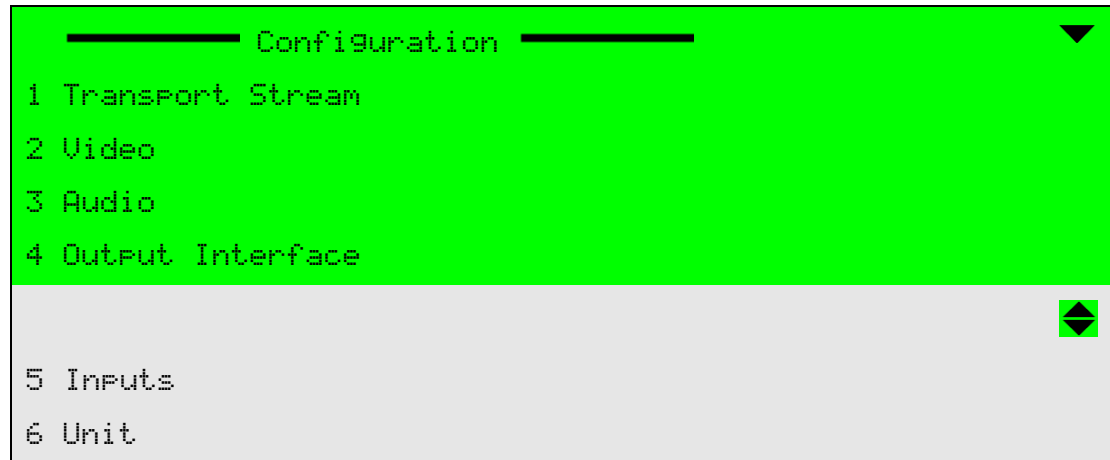 Configuration
1 Transport Stream
2 Video
3 Audio
4 Output Interface
5 Inputs
6 Unit